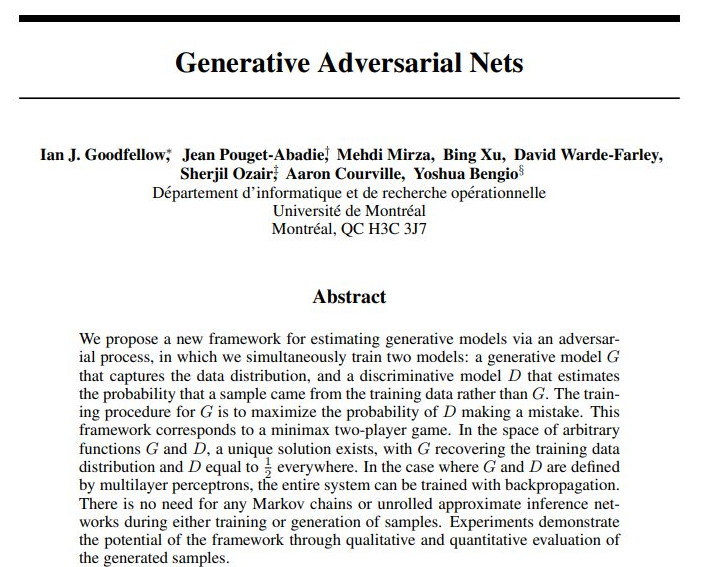 Generative Adversarial Nets
Ian J. Goodfellow,* Jean Pouget-Abadie,† Mehdi Mirza, Bing Xu, David Warde-Farley,
Sherjil Ozair,‡ Aaron Courville, Yoshua Bengio§
Département d'informatique et de recherche opérationnelle
Université de Montréal
Montréal, QC H3C 3J7
Abstract
We propose a new framework for estimating generative models via an adversar-
ial process, in which we simultaneously train two models: a generative model G
that captures the data distribution, and a discriminative model D that estimates
the probability that a sample came from the training data rather than G. The train-
ing procedure for G is to maximize the probability of D making a mistake. This
framework corresponds to a minimax two-player game. In the space of arbitrary
functions G and D, a unique solution exists, with G recovering the training data
distribution and D equal to 1/2 everywhere. In the case where G and D are defined
by multilayer perceptrons, the entire system can be trained with backpropagation.
There is no need for any Markov chains or unrolled approximate inference net-
works during either training or generation of samples. Experiments demonstrate
the potential of the framework through qualitative and quantitative evaluation of
the generated samples.